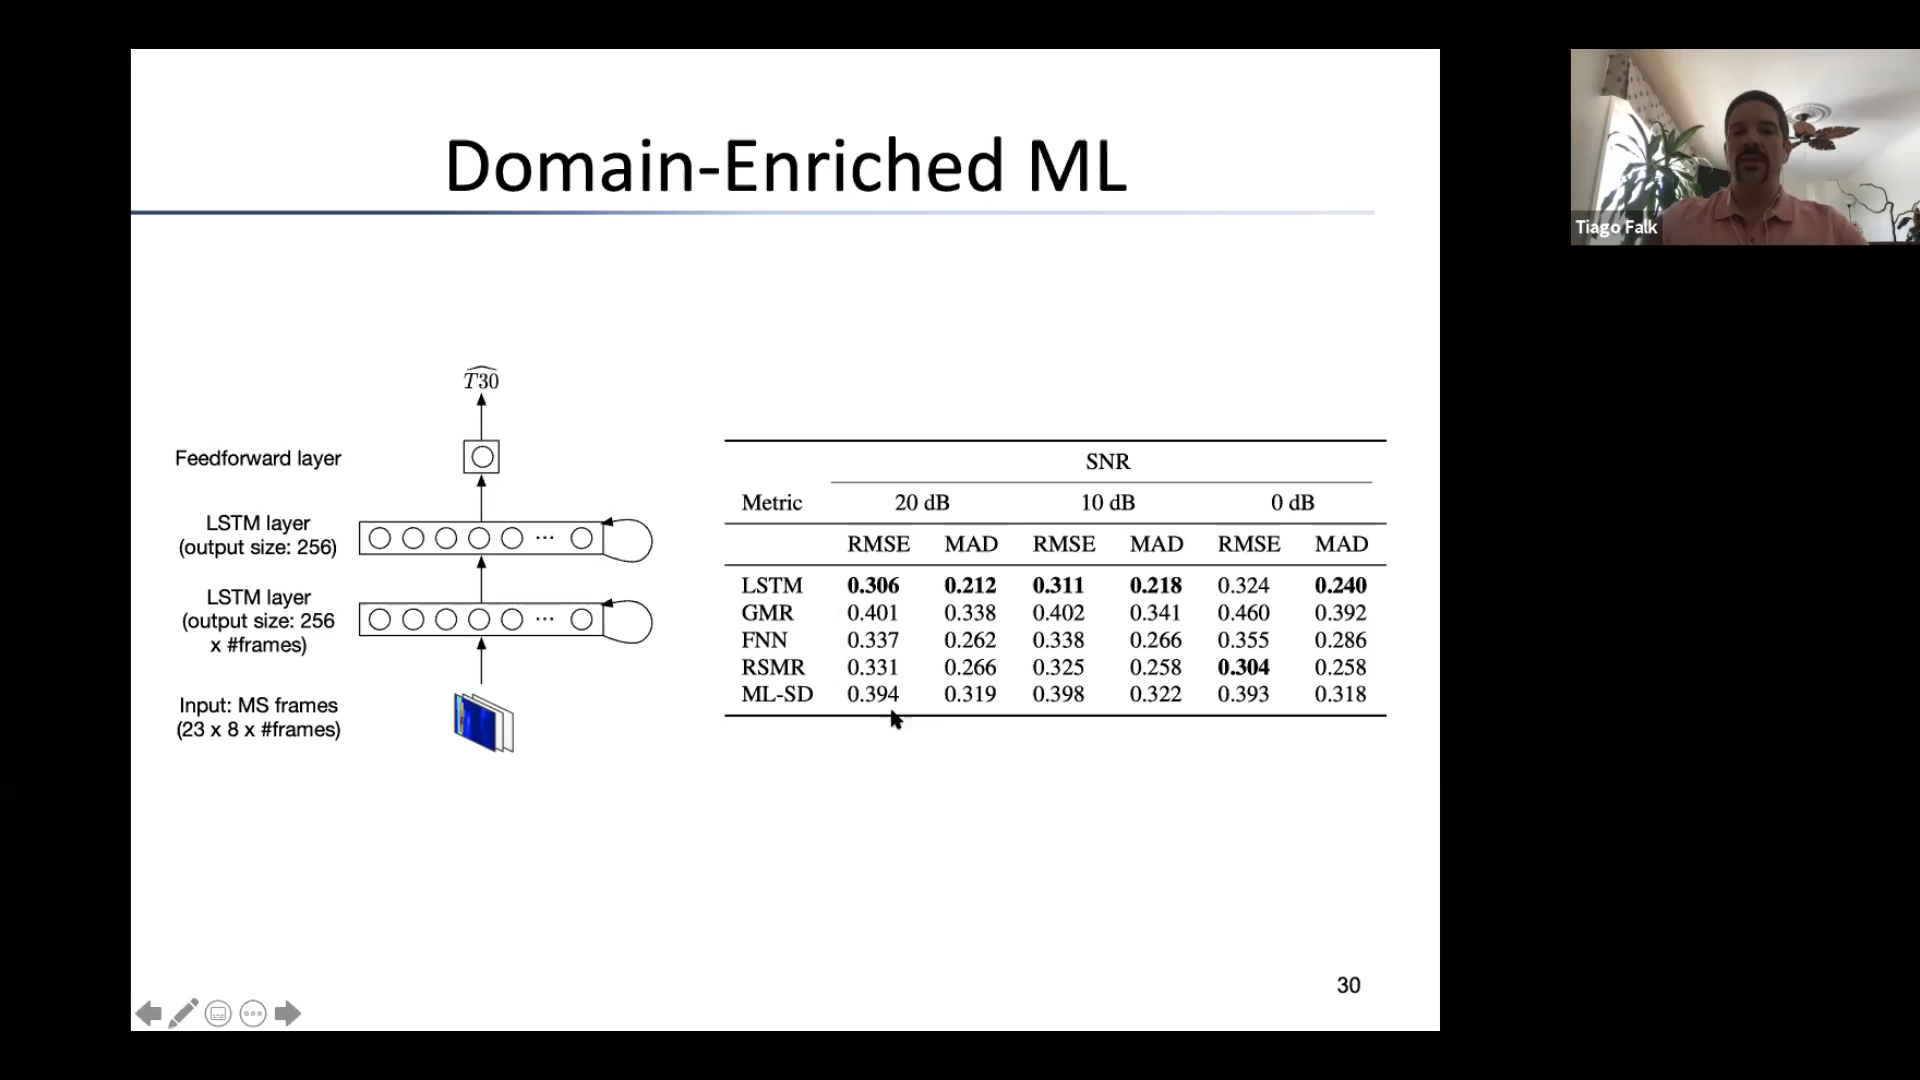 Domain-Enriched ML
Tiago Falk
T30
Feedforward layer
LSTM layer
(output size: 256)
LSTM layer
(output size: 256
x #frames)
Input: MS frames
(23 x 8 x #frames)
SNR
Metric 20 dB 10 dB 0 dB
RMSE MAD RMSE MAD RMSE MAD
LSTM 0.306 0.212 0.311 0.218 0.324 0.240
GMR 0.401 0.338 0.402 0.341 0.460 0.392
FNN 0.337 0.262 0.338 0.266 0.355 0.286
RSMR 0.331 0.266 0.325 0.258 0.304 0.258
ML-SD 0.394 0.319 0.398 0.322 0.393 0.318
30